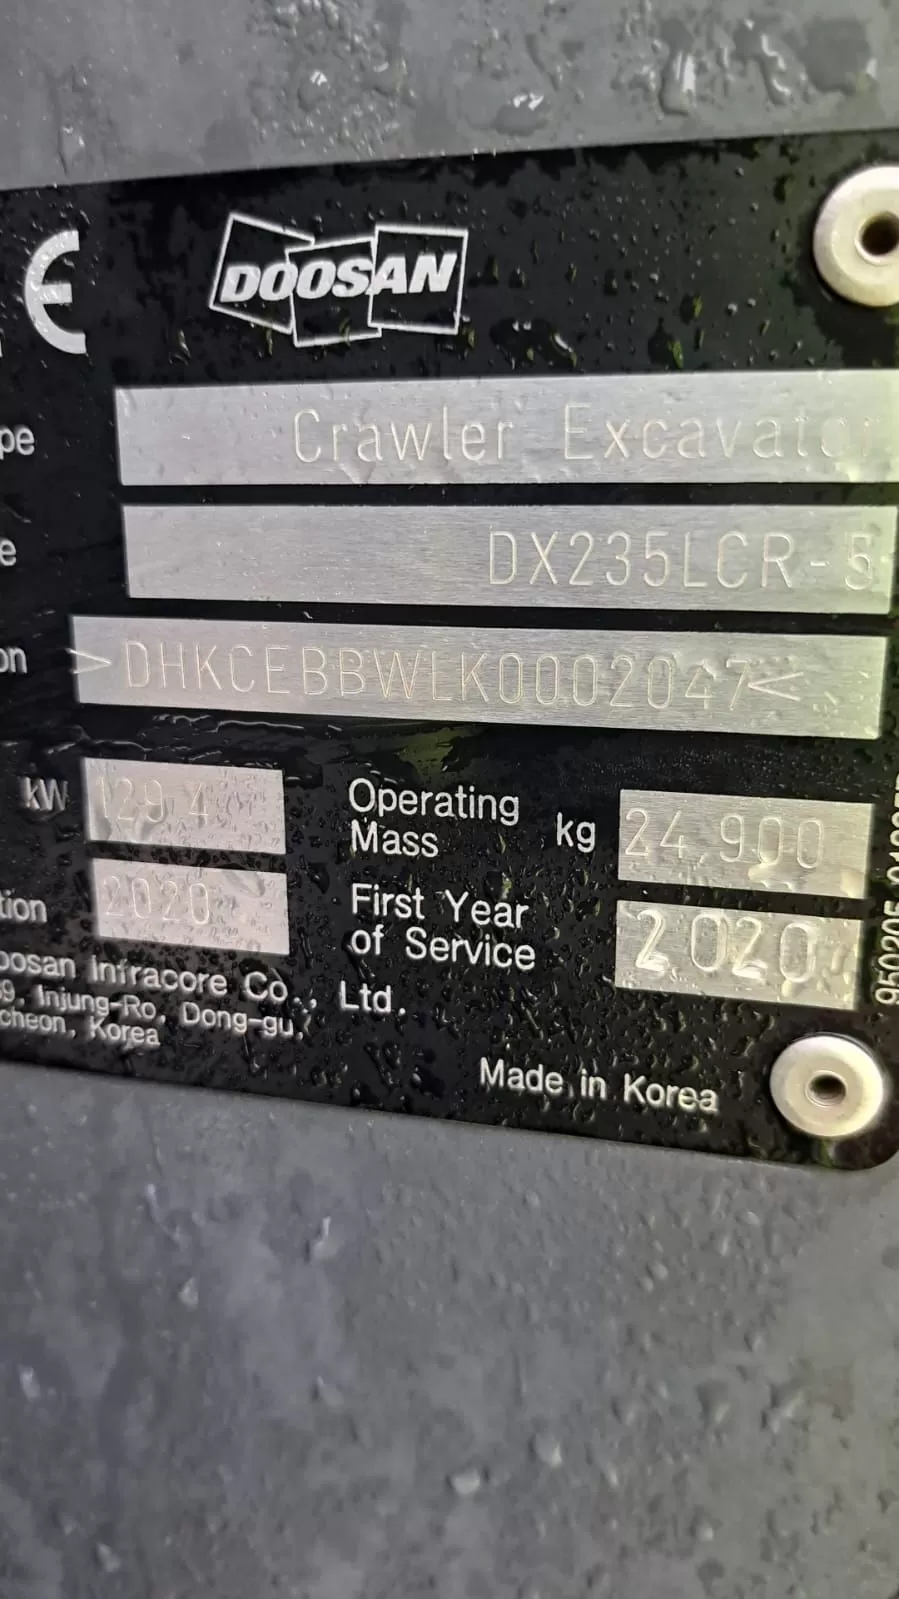 CE DOOSAN
pe Crawler Excavator
e DX235LCR-5
on >DHKCEBBWLK0002047<
kW 129.4 Operating Mass kg 24,900
tion 2020 First Year of Service 2020
oosan Infracore Co., Ltd.
9, Injung-Ro, Dong-gu,
cheon, Korea
Made in Korea